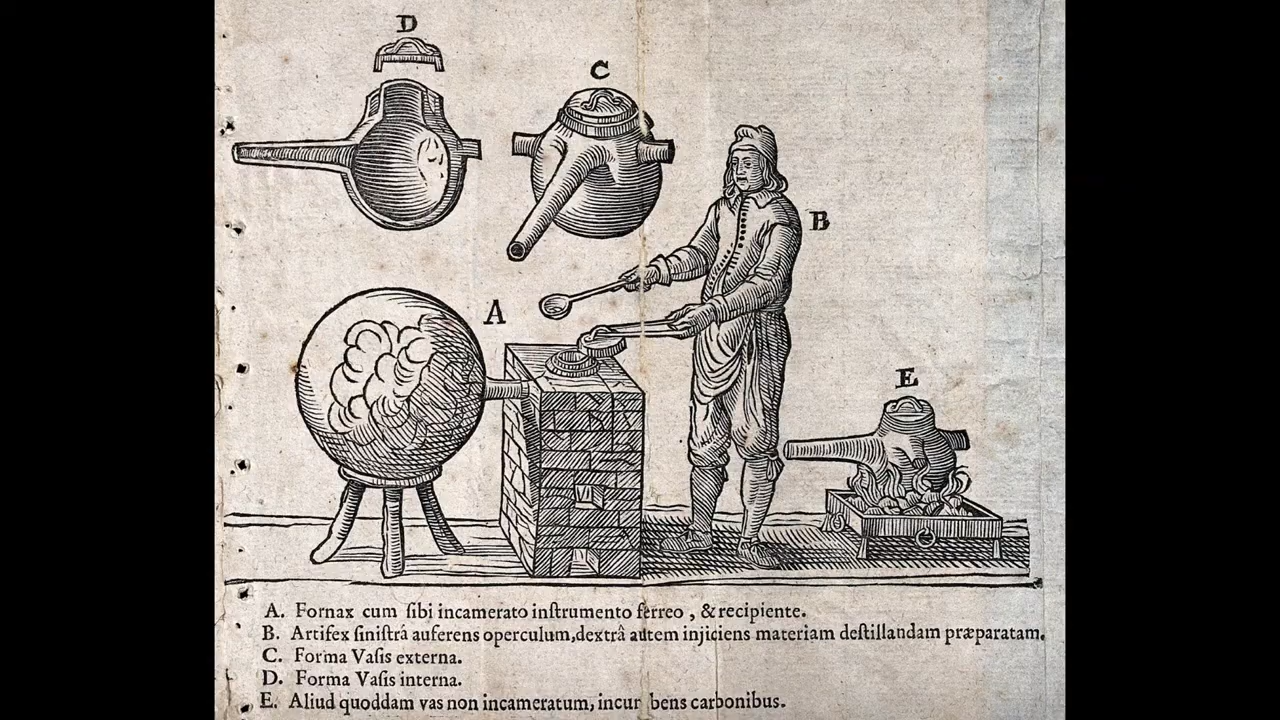 D
C
B
A
E
A. Fornax cum ſibi incamerato inſtrumento ferreo, & recipiente.
B. Artifex ſiniſtrâ auferens operculum, dextrâ autem injiciens materiam deſtillandam præparatam.
C. Forma Vaſis externa.
D. Forma Vaſis interna.
E. Aliud quoddam vas non incameratum, incumbens carbonibus.